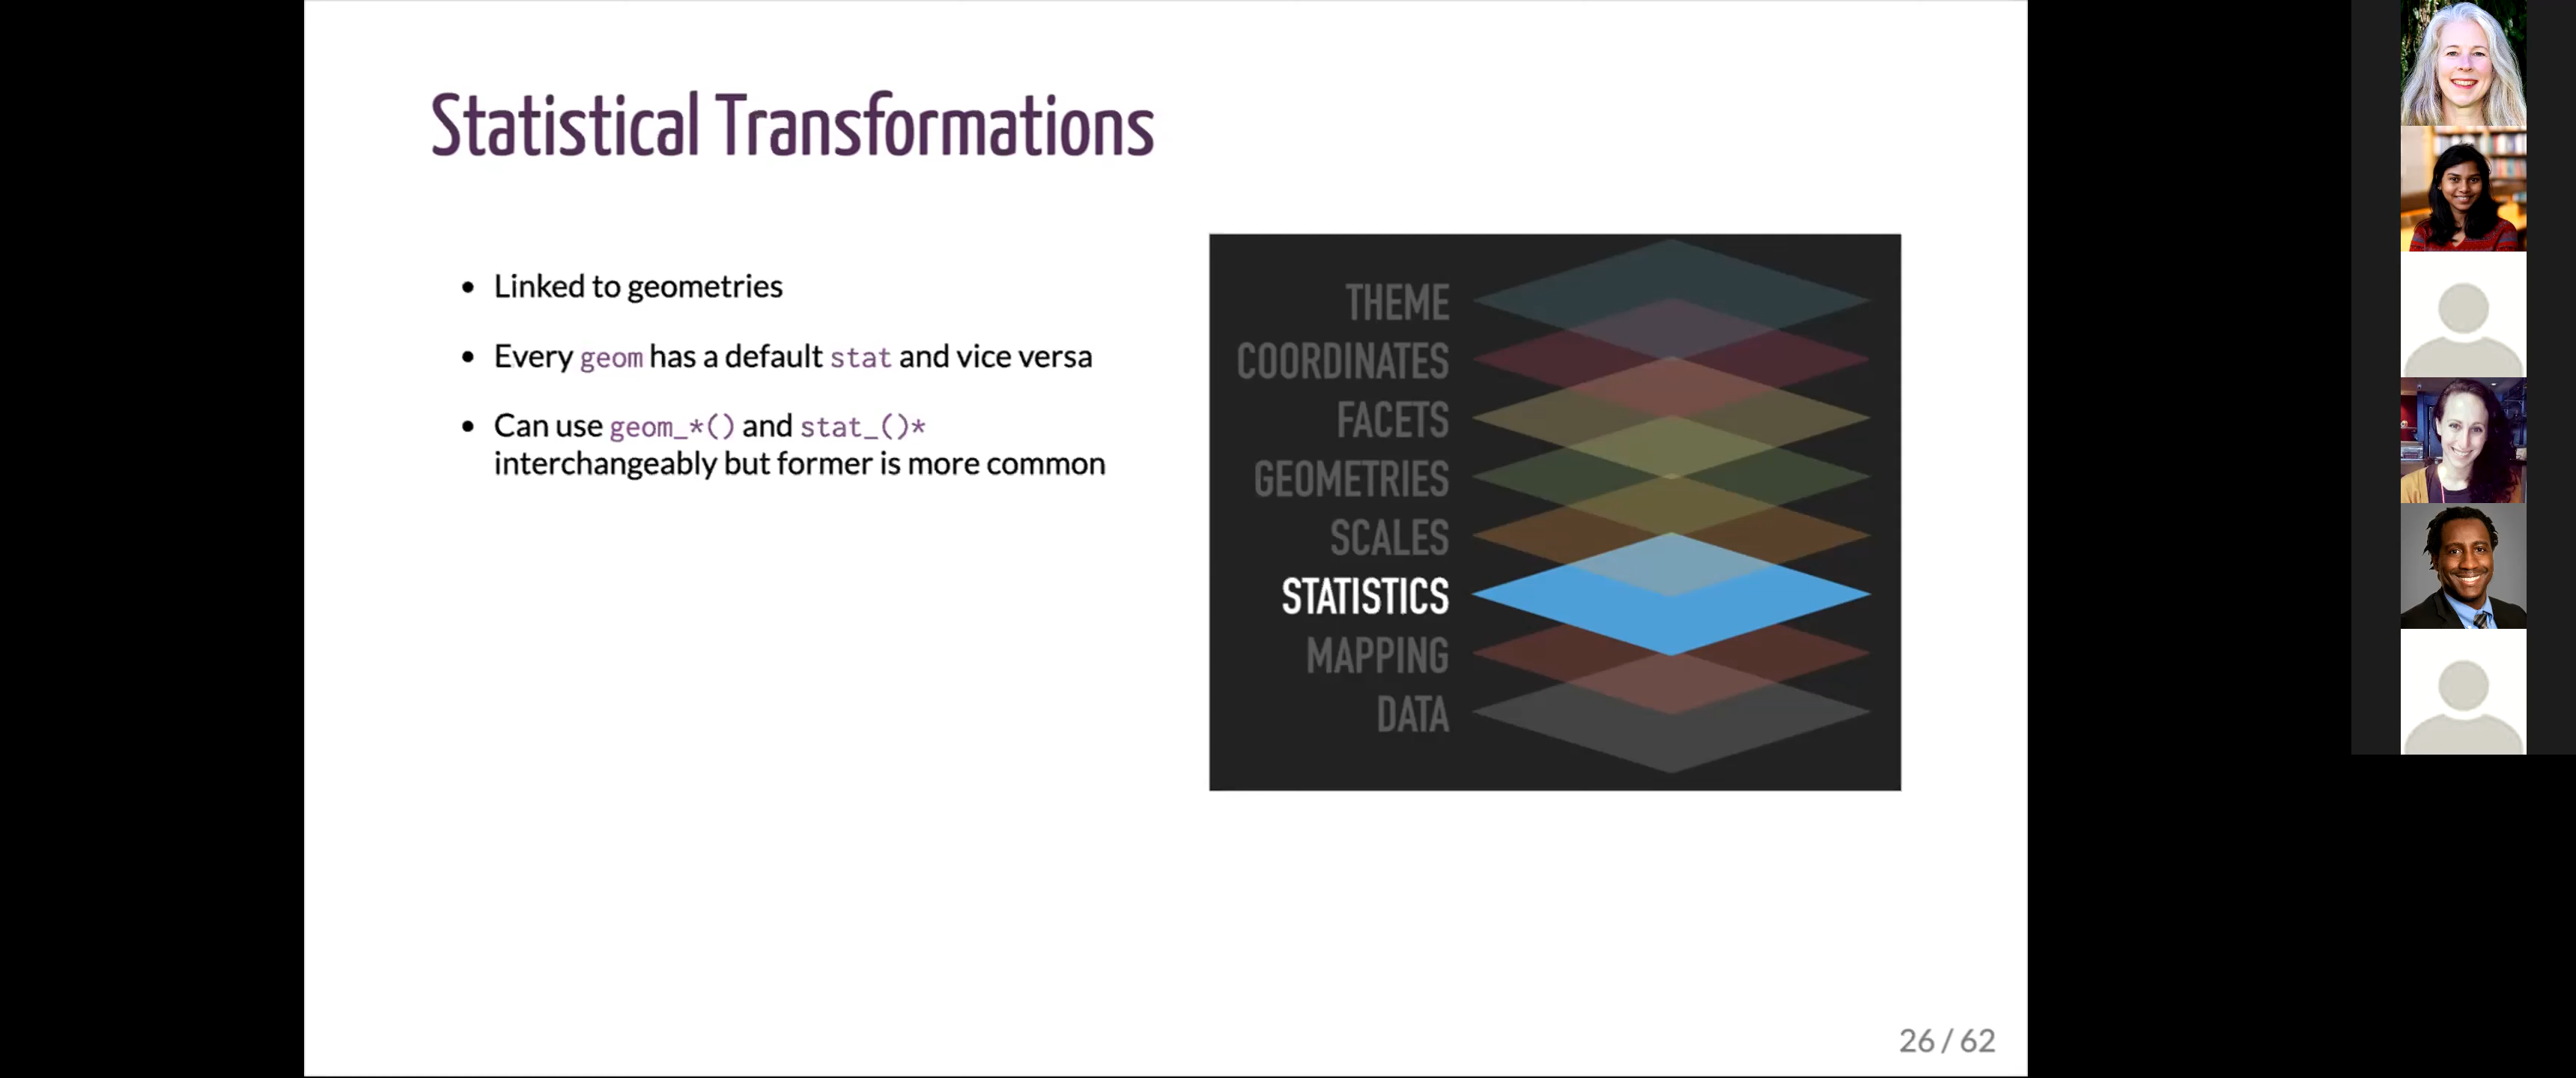 Statistical Transformations
Linked to geometries
Every geom has a default stat and vice versa
Can use geom_*() and stat_()*
interchangeably but former is more common
THEME
COORDINATES
FACETS
GEOMETRIES
SCALES
STATISTICS
MAPPING
DATA
26 / 62